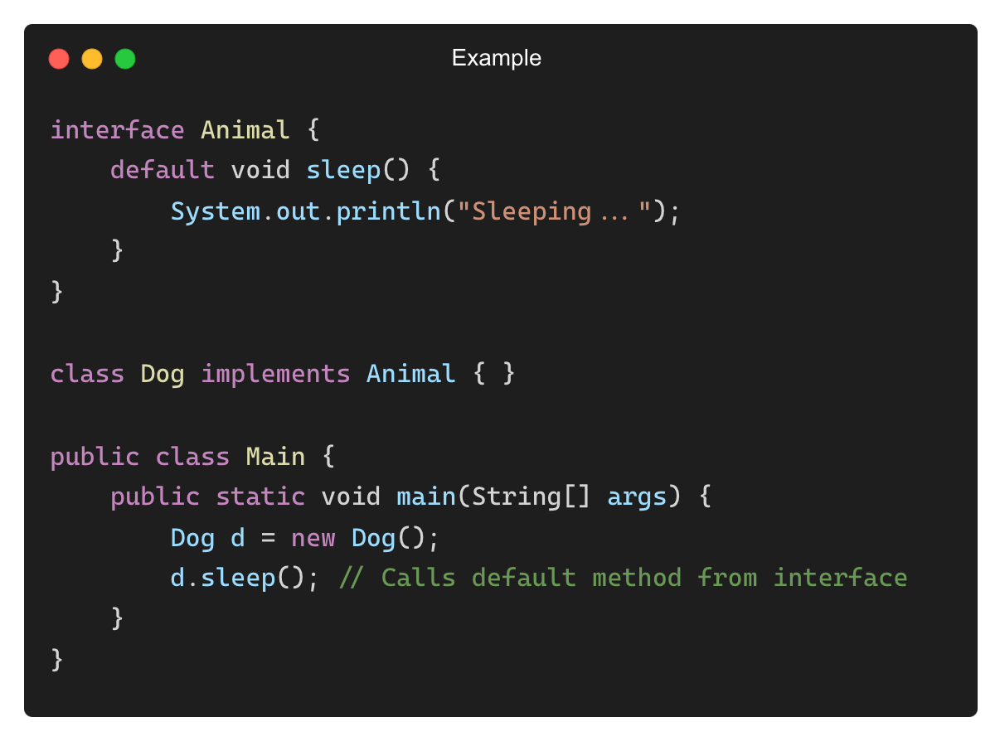 Example
interface Animal {
    default void sleep() {
        System.out.println("Sleeping...");
    }
}
class Dog implements Animal { }
public class Main {
    public static void main(String[] args) {
        Dog d = new Dog();
        d.sleep(); // Calls default method from interface
    }
}